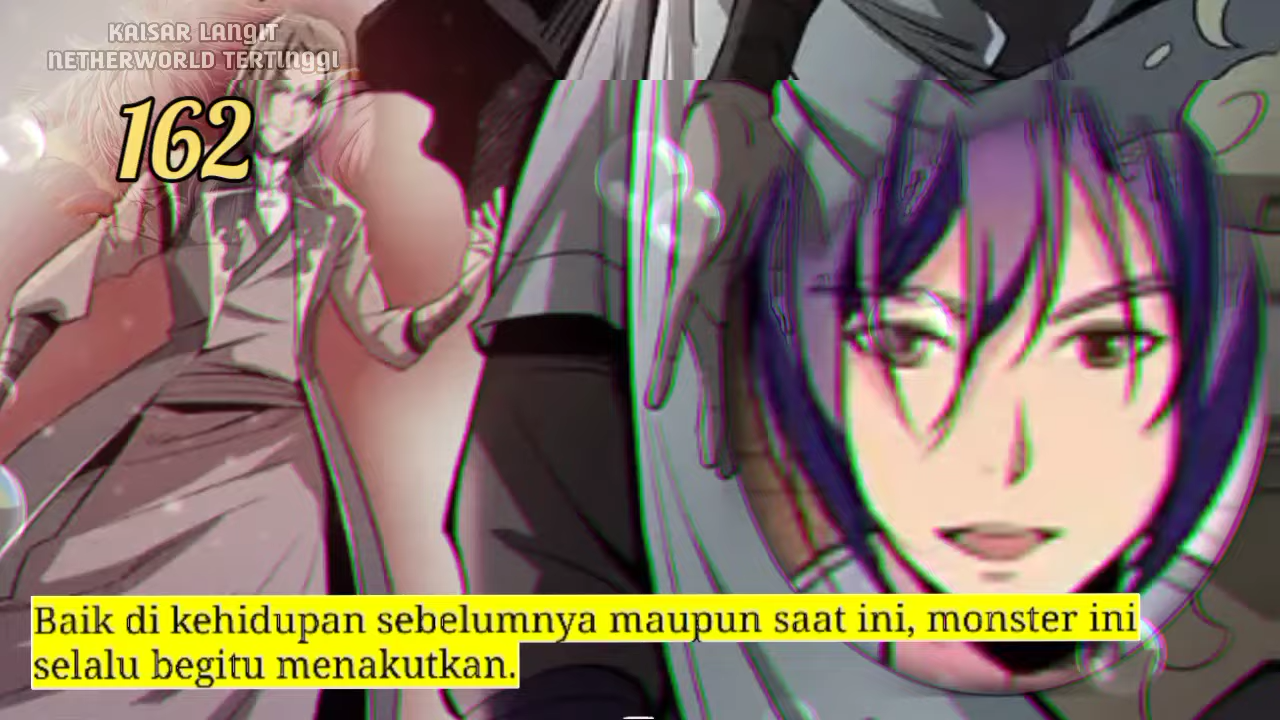 KAISAR LANGIT
NETHERWORLD TERTINGGI
162
Baik di kehidupan sebelumnya maupun saat ini, monster ini
selalu begitu menakutkan.